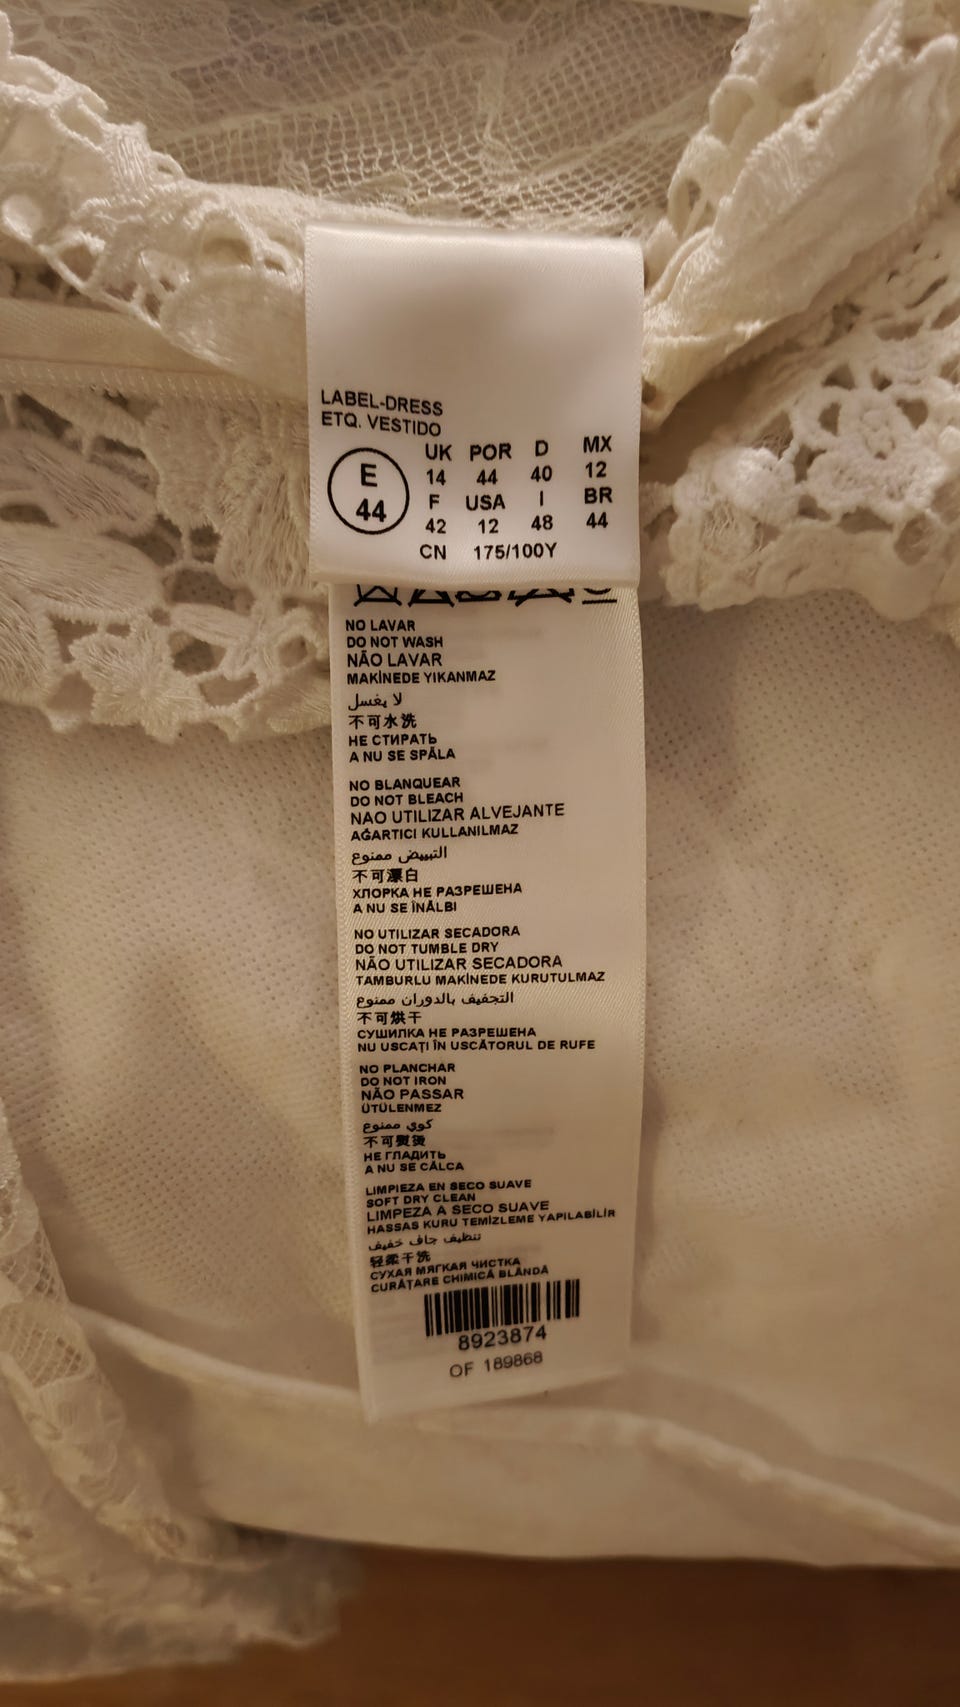 LABEL-DRESS
ETQ. VESTIDO
E
44
UK POR D MX
14 44 40 12
F USA I BR
42 12 48 44
CN 175/100Y
NO LAVAR
DO NOT WASH
NÃO LAVAR
MAKİNEDE YIKANMAZ
لا يغسل
不可水洗
НЕ СТИРАТЬ
A NU SE SPĂLA
NO BLANQUEAR
DO NOT BLEACH
NAO UTILIZAR ALVEJANTE
AĞARTICI KULLANILMAZ
التبييض ممنوع
不可漂白
ХЛОРКА НЕ РАЗРЕШЕНА
A NU SE ÎNĂLBI
NO UTILIZAR SECADORA
DO NOT TUMBLE DRY
NÃO UTILIZAR SECADORA
TAMBURLU MAKİNEDE KURUTULMAZ
التجفيف بالدوران ممنوع
不可烘干
СУШИЛКА НЕ РАЗРЕШЕНА
NU USCAȚI ÎN USCĂTORUL DE RUFE
NO PLANCHAR
DO NOT IRON
NÃO PASSAR
ÜTÜLENMEZ
كوي ممنوع
不可熨烫
НЕ ГЛАДИТЬ
A NU SE CĂLCA
LIMPIEZA EN SECO SUAVE
SOFT DRY CLEAN
LIMPEZA A SECO SUAVE
HASSAS KURU TEMİZLEME YAPILABİLİR
تنظيف جاف خفيف
轻柔干洗
СУХАЯ МЯГКАЯ ЧИСТКА
CURĂȚARE CHIMICĂ BLÂNDĂ
8923874
OF 189868